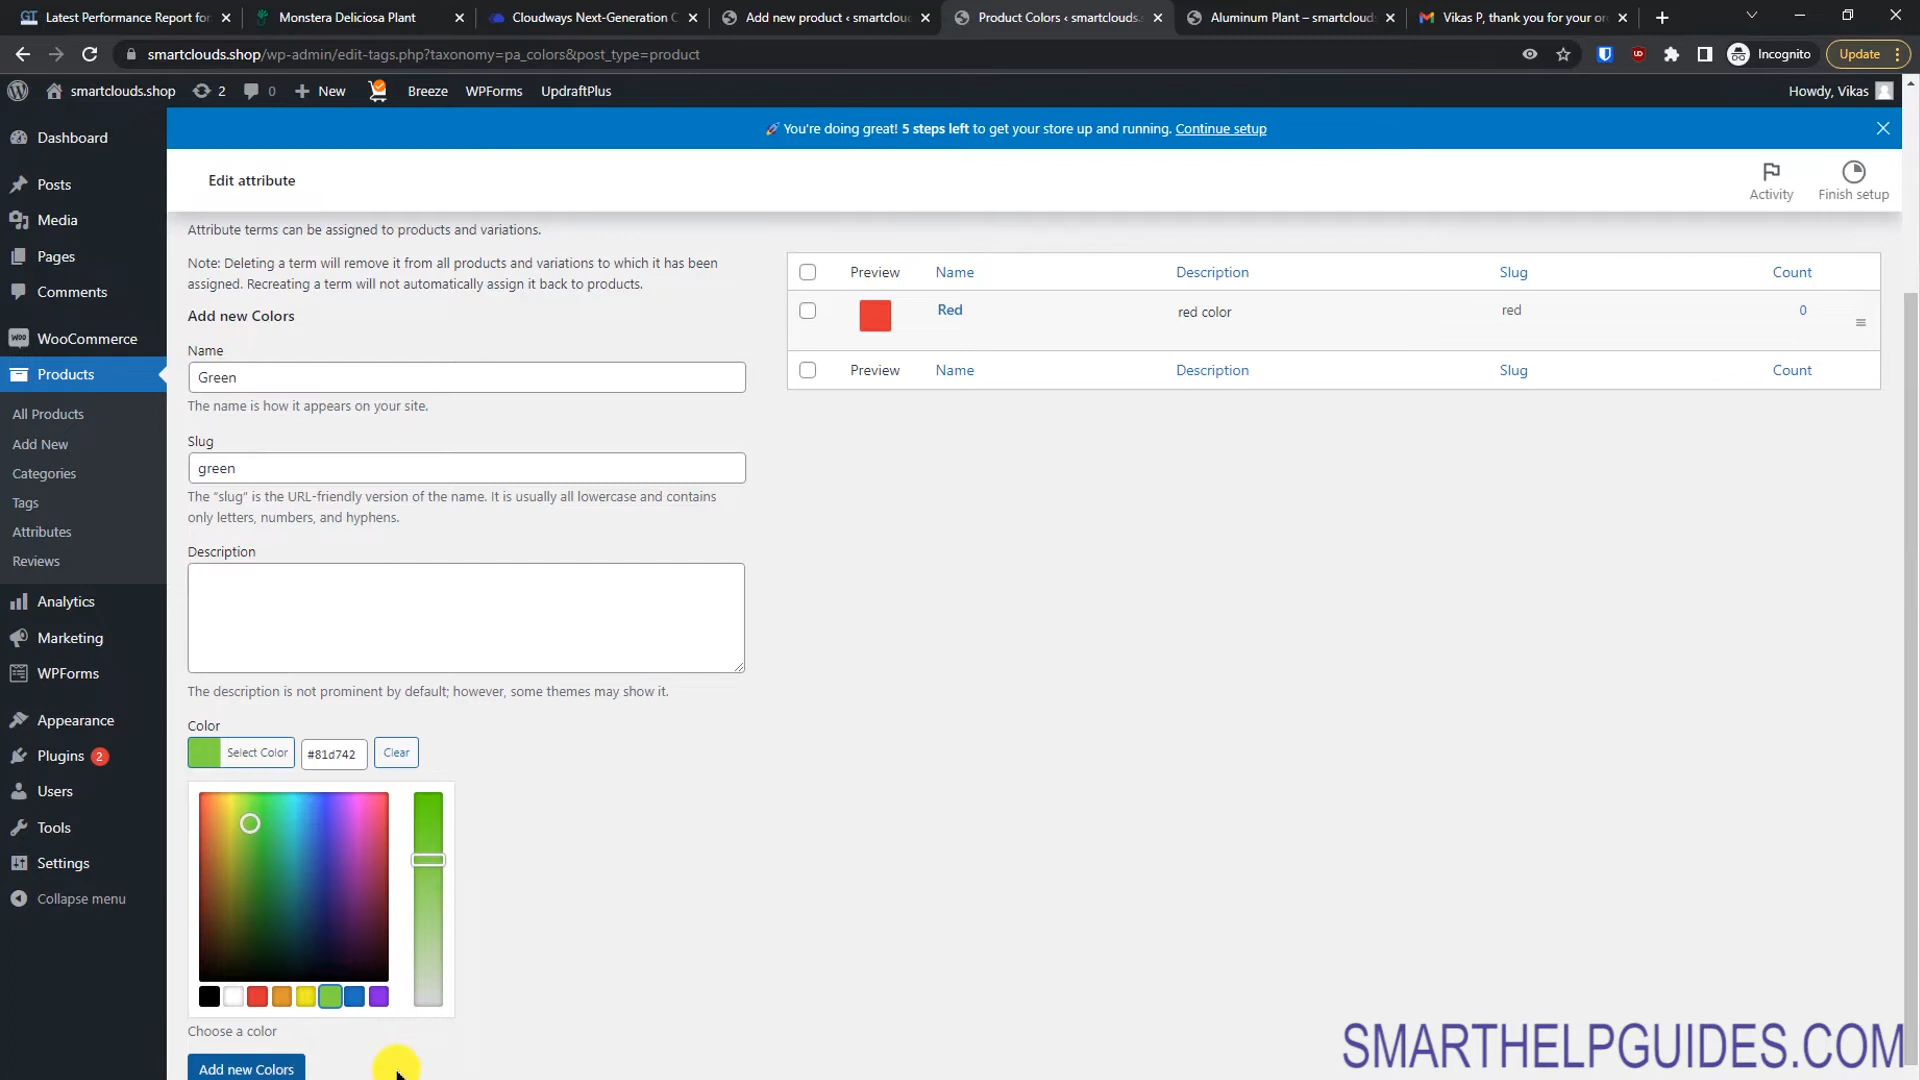 Latest Performance Report for
Monstera Deliciosa Plant
Cloudways Next-Generation C
Add new product ‹ smartclou
Product Colors ‹ smartclouds.
Aluminum Plant – smartclouds
Vikas P, thank you for your or
smartclouds.shop/wp-admin/edit-tags.php?taxonomy=pa_colors&post_type=product
Incognito
Update
smartclouds.shop
2
0
New
Breeze
WPForms
UpdraftPlus
Howdy, Vikas
You're doing great! 5 steps left to get your store up and running. Continue setup
Edit attribute
Activity
Finish setup
Dashboard
Posts
Media
Pages
Comments
WooCommerce
Products
All Products
Add New
Categories
Tags
Attributes
Reviews
Analytics
Marketing
WPForms
Appearance
Plugins 2
Users
Tools
Settings
Collapse menu
Attribute terms can be assigned to products and variations.
Note: Deleting a term will remove it from all products and variations to which it has been
assigned. Recreating a term will not automatically assign it back to products.
Add new Colors
Name
Green
The name is how it appears on your site.
Slug
green
The “slug” is the URL-friendly version of the name. It is usually all lowercase and contains
only letters, numbers, and hyphens.
Description
The description is not prominent by default; however, some themes may show it.
Color
Select Color
#81d742
Clear
Choose a color
Add new Colors
Preview Name Description Slug Count
Red red color red 0
Preview Name Description Slug Count
SMARTHELPGUIDES.COM